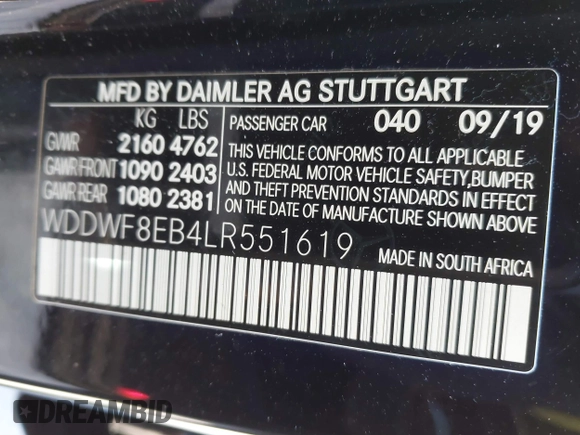 MFD BY DAIMLER AG STUTTGART
KG LBS
GVWR 2160 4762
GAWR FRONT 1090 2403
GAWR REAR 1080 2381
PASSENGER CAR 040 09/19
THIS VEHICLE CONFORMS TO ALL APPLICABLE
U.S. FEDERAL MOTOR VEHICLE SAFETY,BUMPER
AND THEFT PREVENTION STANDARDS IN EFFECT
ON THE DATE OF MANUFACTURE SHOWN ABOVE
WDDWF8EB4LR551619
MADE IN SOUTH AFRICA
DREAMBID